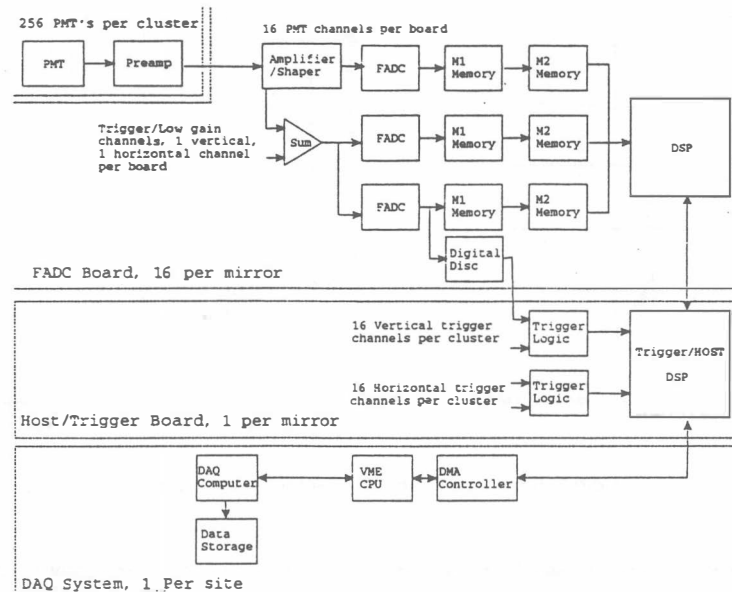 256 PMT's per cluster
PMT
Preamp
16 PMT channels per board
Amplifier
/Shaper
FADC
M1
Memory
M2
Memory
Trigger/Low gain
channels, 1 vertical,
1 horizontal channel
per board
Sum
FADC
M1
Memory
M2
Memory
DSP
FADC
M1
Memory
M2
Memory
Digital
Disc
FADC Board, 16 per mirror
16 Vertical trigger
channels per cluster
Trigger
Logic
Trigger/HOST
DSP
16 Horizontal trigger
channels per cluster
Trigger
Logic
Host/Trigger Board, 1 per mirror
DAQ
Computer
VME
CPU
DMA
Controller
Data
Storage
DAQ System, 1 Per site